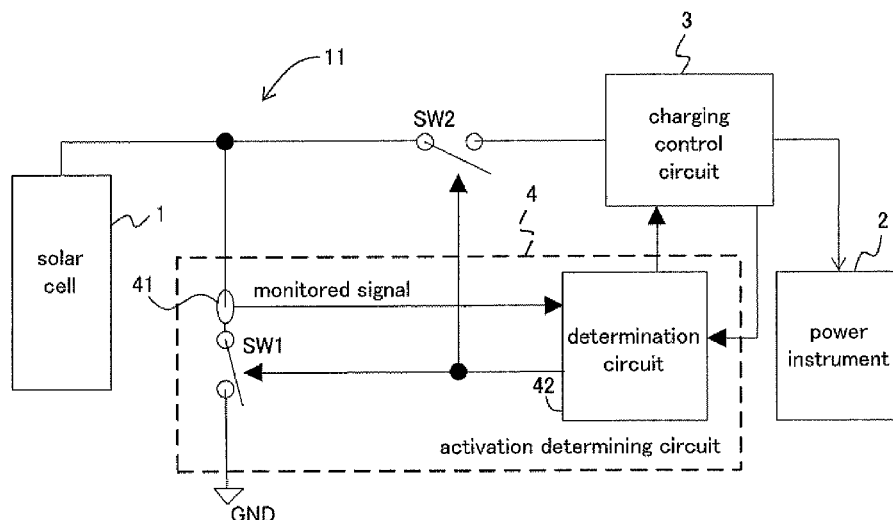 11
3
SW2
charging
control
circuit
1
4
2
solar
cell
41
monitored signal
SW1
determination
circuit
power
instrument
42
activation determining circuit
GND